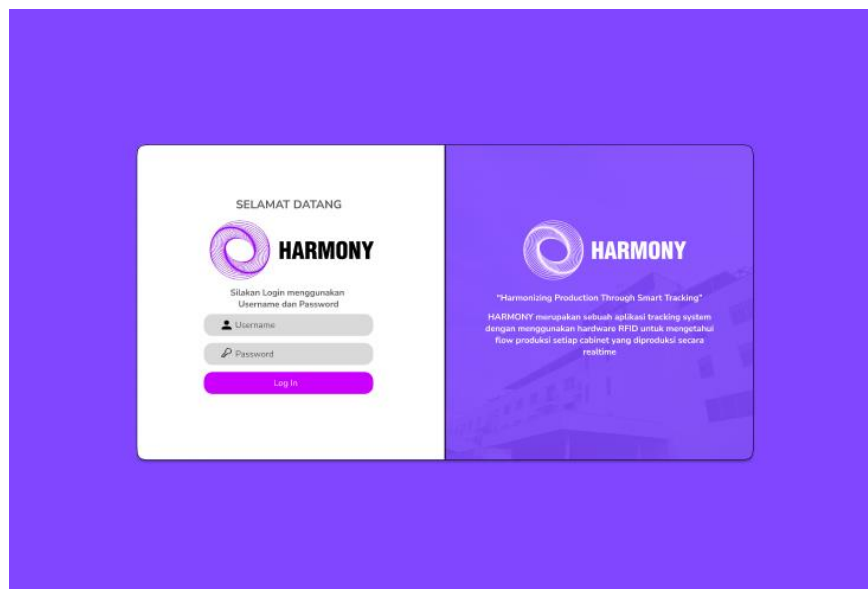 SELAMAT DATANG
HARMONY
Silakan Login menggunakan
Username dan Password
Username
Password
Log In
HARMONY
"Harmonizing Production Through Smart Tracking"
HARMONY merupakan sebuah aplikasi tracking system
dengan menggunakan hardware RFID untuk mengetahui
flow produksi setiap cabinet yang diproduksi secara
realtime